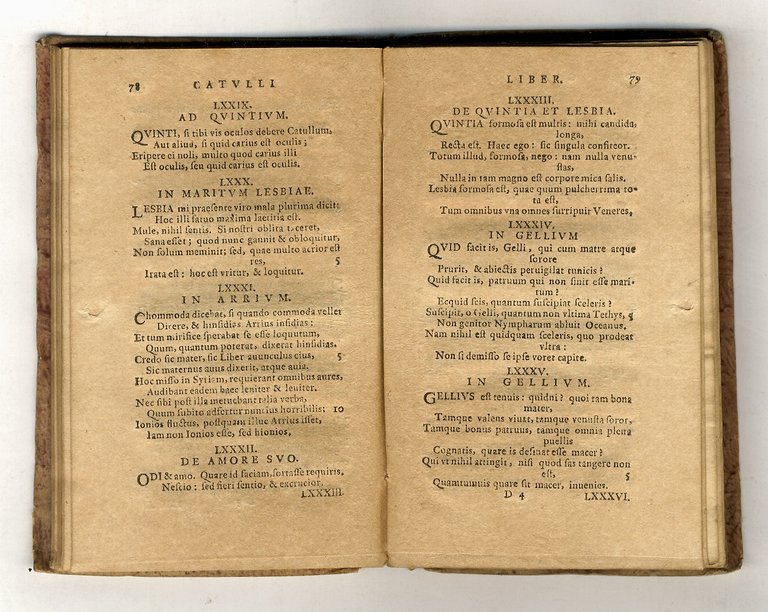 78 CATVLLI
LXXIX.
AD QVINTIVM.
QVINTI, ſi tibi vis oculos debere Catullum,
Aut aliud, ſi quid carius eſt oculis;
Eripere ei noli, multo quod carius illi
Eſt oculis, ſeu quid carius eſt oculis.
LXXX.
IN MARITVM LESBIAE.
LESBIA mi praeſente viro mala plurima dicit:
Hoc illi fatuo maxima laetitia eſt.
Mule, nihil ſentis. Si noſtri oblita taceret,
Sana eſſet; quod nunc gannit & obloquitur,
Non ſolum meminit; ſed, quae multo acrior eſt
res, 5
Irata eſt: hoc eſt vritur, & loquitur.
LXXXI.
IN ARRIVM.
Chommoda dicebat, ſi quando commoda vellet
Dicere, & hinſidias Arrius inſidias:
Et tum mirifice ſperabat ſe eſſe loquutum,
Quum, quantum poterat, dixerat hinſidias.
Credo ſic mater, ſic Liber auunculus eius, 5
Sic maternus auus dixerit, atque auia.
Hoc miſſo in Syriam, requierant omnibus aures,
Audibant eadem haec leniter & leuiter.
Nec ſibi poſt illa metuebant talia verba,
Quum ſubito adfertur nuntius horribilis; 10
Ionios fluctus, poſtquam illuc Arrius iſſet,
Iam non Ionios eſſe, ſed hionios.
LXXXII.
DE AMORE SVO.
ODI & amo. Quare id faciam, fortaſſe requiris,
Neſcio: ſed fieri ſentio, & excrucior.
LXXXIII.
LIBER. 79
LXXXIII.
DE QVINTIA ET LESBIA.
QVINTIA formoſa eſt multis: mihi candida,
longa,
Recta eſt. Haec ego: ſic ſingula confiteor.
Totum illud, formoſa, nego: nam nulla venu-
ſtas,
Nulla in tam magno eſt corpore mica ſalis.
Lesbia formoſa eſt, quae quum pulcherrima to-
ta eſt,
Tum omnibus vna omnes ſurripuit Veneres,
LXXXIV.
IN GELLIVM
QVID facit is, Gelli, qui cum matre atque
ſorore
Prurit, & abiectis peruigilat tunicis?
Quid facit is, patruum qui non ſinit eſſe mari-
tum?
Ecquid ſcis, quantum ſuſcipiat ſceleris?
Suſcipit, o Gelli, quantum non vltima Tethys, 5
Non genitor Nympharum abluit Oceanus.
Nam nihil eſt quidquam ſceleris, quo prodeat
vltra:
Non ſi demiſſo ſe ipſe voret capite.
LXXXV.
IN GELLIVM.
GELLIVS eſt tenuis: quidni? quoi tam bona
mater,
Tamque valens viuat, tamque venuſta ſoror,
Tamque bonus patruus, tamque omnia plena
puellis
Cognatis, quare is deſinat eſſe macer?
Qui vt nihil attingit, niſi quod fas tangere non
eſt, 5
Quamtumuis quare ſit macer, inuenies.
D 4 LXXXVI.